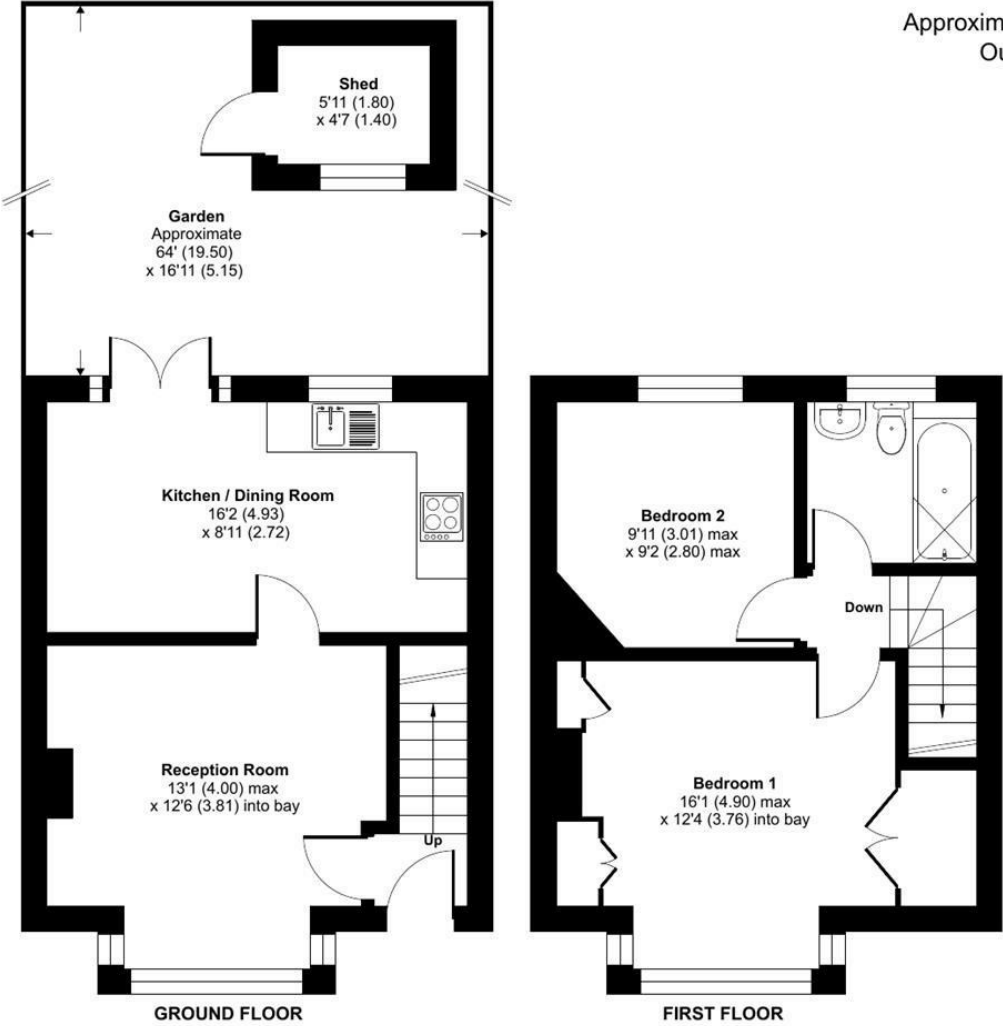 Approxim
Ou
Shed
5'11 (1.80)
x 4'7 (1.40)
Garden
Approximate
64' (19.50)
x 16'11 (5.15)
Kitchen / Dining Room
16'2 (4.93)
x 8'11 (2.72)
Reception Room
13'1 (4.00) max
x 12'6 (3.81) into bay
Up
GROUND FLOOR
Bedroom 2
9'11 (3.01) max
x 9'2 (2.80) max
Down
Bedroom 1
16'1 (4.90) max
x 12'4 (3.76) into bay
FIRST FLOOR